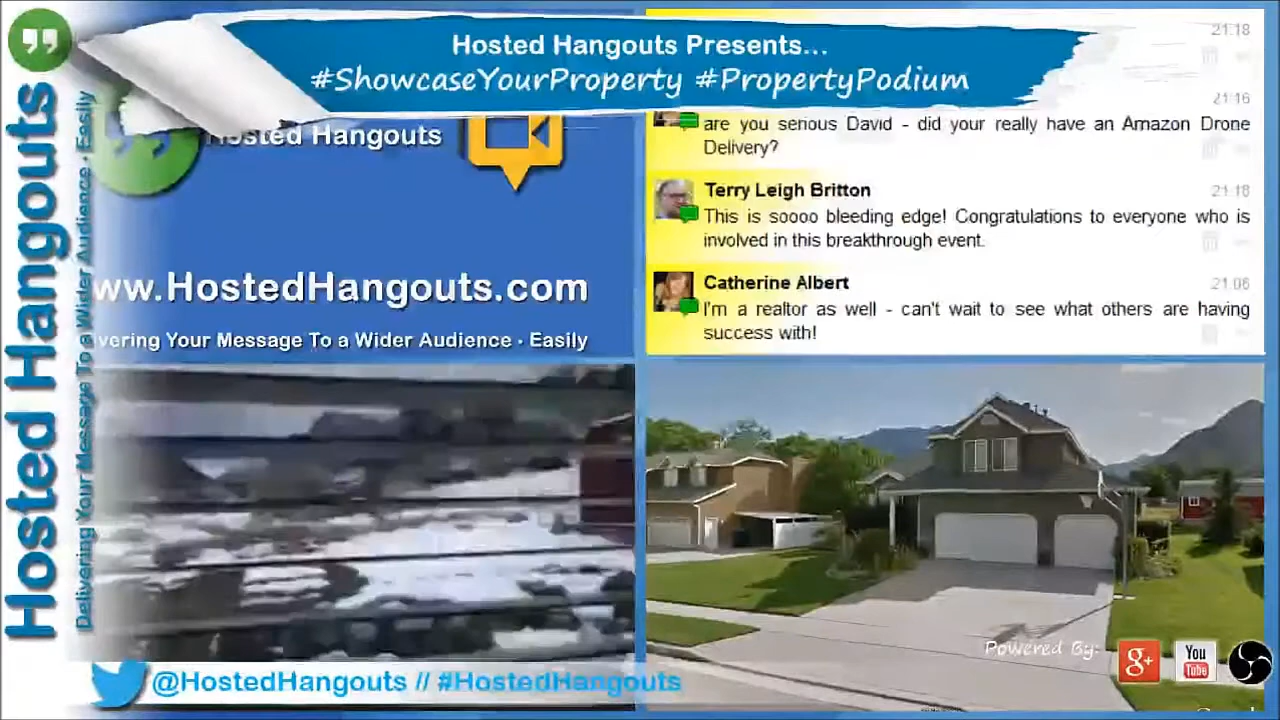 Hosted Hangouts Presents...
#ShowcaseYourProperty #PropertyPodium
Hosted Hangouts
Delivering Your Message To a Wider Audience · Easily
Hosted Hangouts
ww.HostedHangouts.com
vering Your Message To a Wider Audience · Easily
21:18
21:16
are you serious David - did your really have an Amazon Drone
Delivery?
Terry Leigh Britton
21:18
This is soooo bleeding edge! Congratulations to everyone who is
involved in this breakthrough event.
Catherine Albert
21:06
I'm a realtor as well - can't wait to see what others are having
success with!
Powered By:
g+
You
Tube
@HostedHangouts // #HostedHangouts